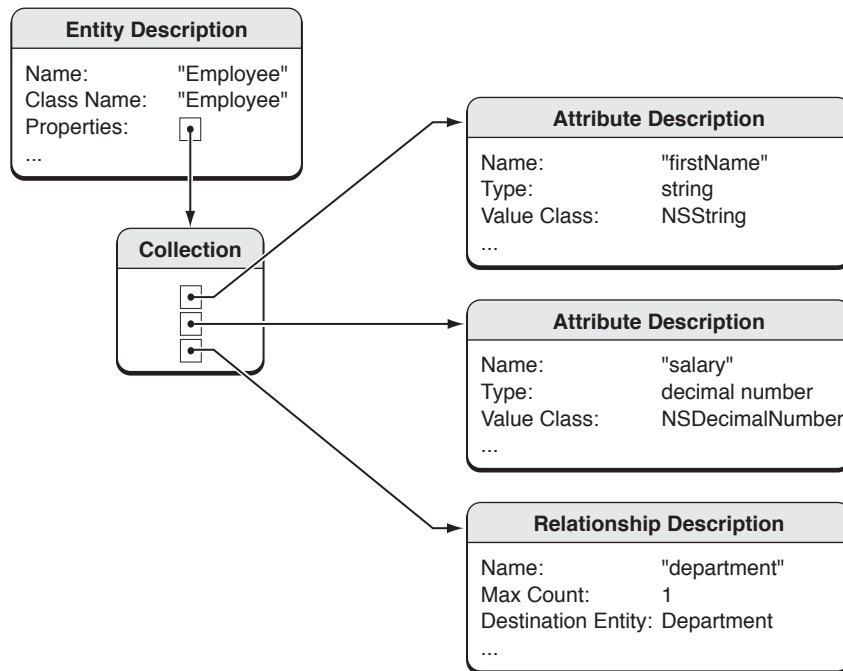 Entity Description
Name: "Employee"
Class Name: "Employee"
Properties:
...
Collection
Attribute Description
Name: "firstName"
Type: string
Value Class: NSString
...
Attribute Description
Name: "salary"
Type: decimal number
Value Class: NSDecimalNumber
...
Relationship Description
Name: "department"
Max Count: 1
Destination Entity: Department
...